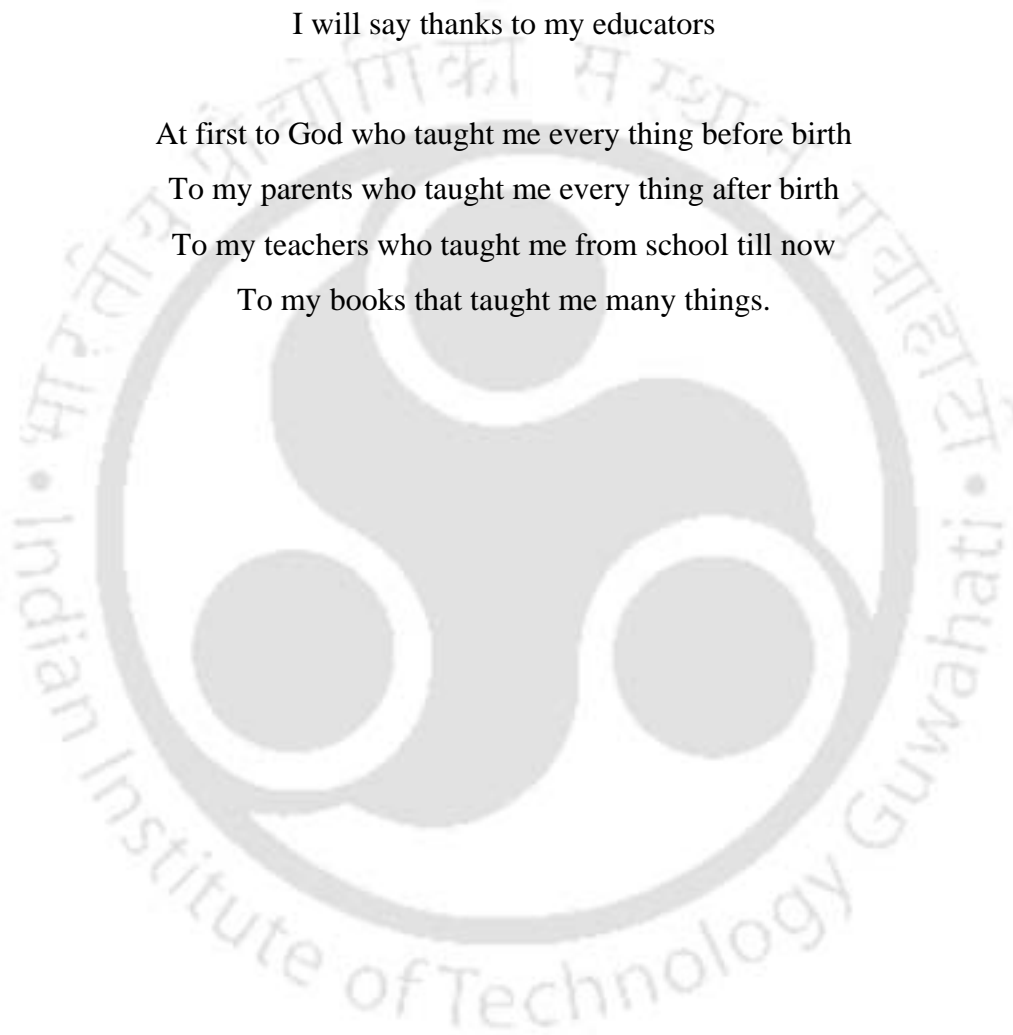 I will say thanks to my educators
At first to God who taught me every thing before birth
To my parents who taught me every thing after birth
To my teachers who taught me from school till now
To my books that taught me many things.
भारतीय प्रौद्योगिकी संस्थान गुवाहाटी
Indian Institute of Technology Guwahati